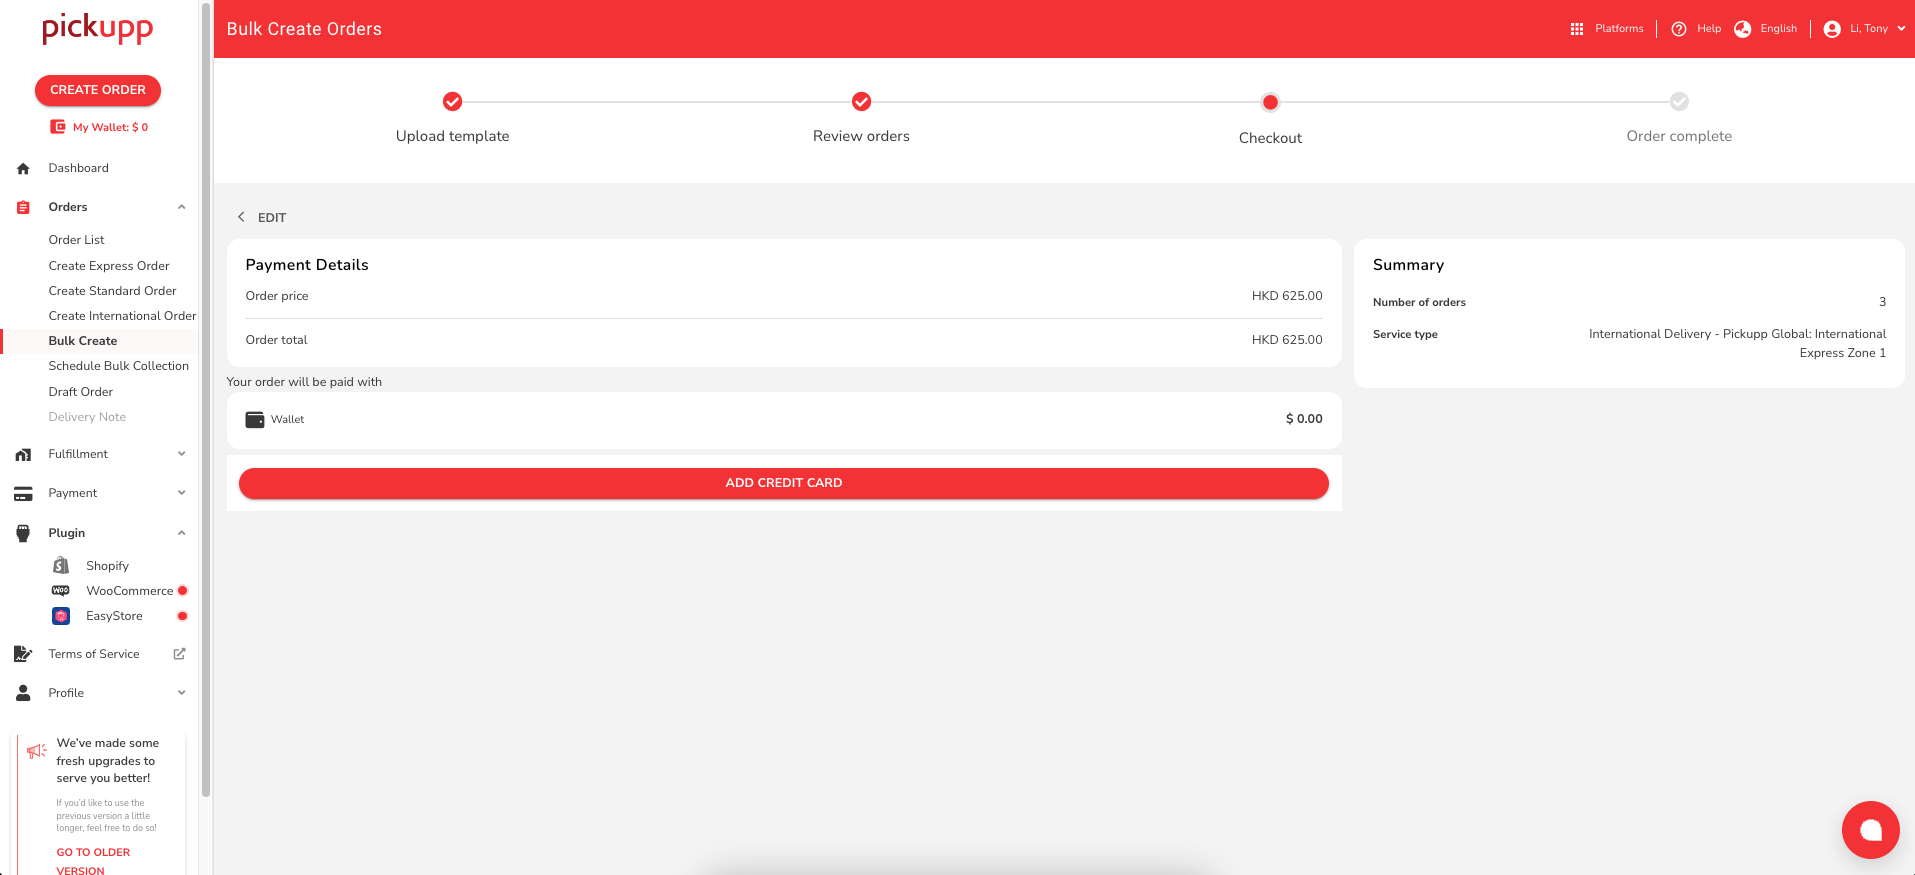 pickupp
CREATE ORDER
My Wallet: $ 0
Dashboard
Orders
Order List
Create Express Order
Create Standard Order
Create International Order
Bulk Create
Schedule Bulk Collection
Draft Order
Delivery Note
Fulfillment
Payment
Plugin
Shopify
WOO WooCommerce
EasyStore
Terms of Service
Profile
We've made some
fresh upgrades to
serve you better!
If you'd like to use the
previous version a little
longer, feel free to do so!
GO TO OLDER
VERSION
Bulk Create Orders
Platforms
Help
English
Li, Tony
Upload template
Review orders
Checkout
Order complete
EDIT
Payment Details
Order price HKD 625.00
Order total HKD 625.00
Your order will be paid with
Wallet $ 0.00
ADD CREDIT CARD
Summary
Number of orders 3
Service type International Delivery - Pickupp Global: International
Express Zone 1